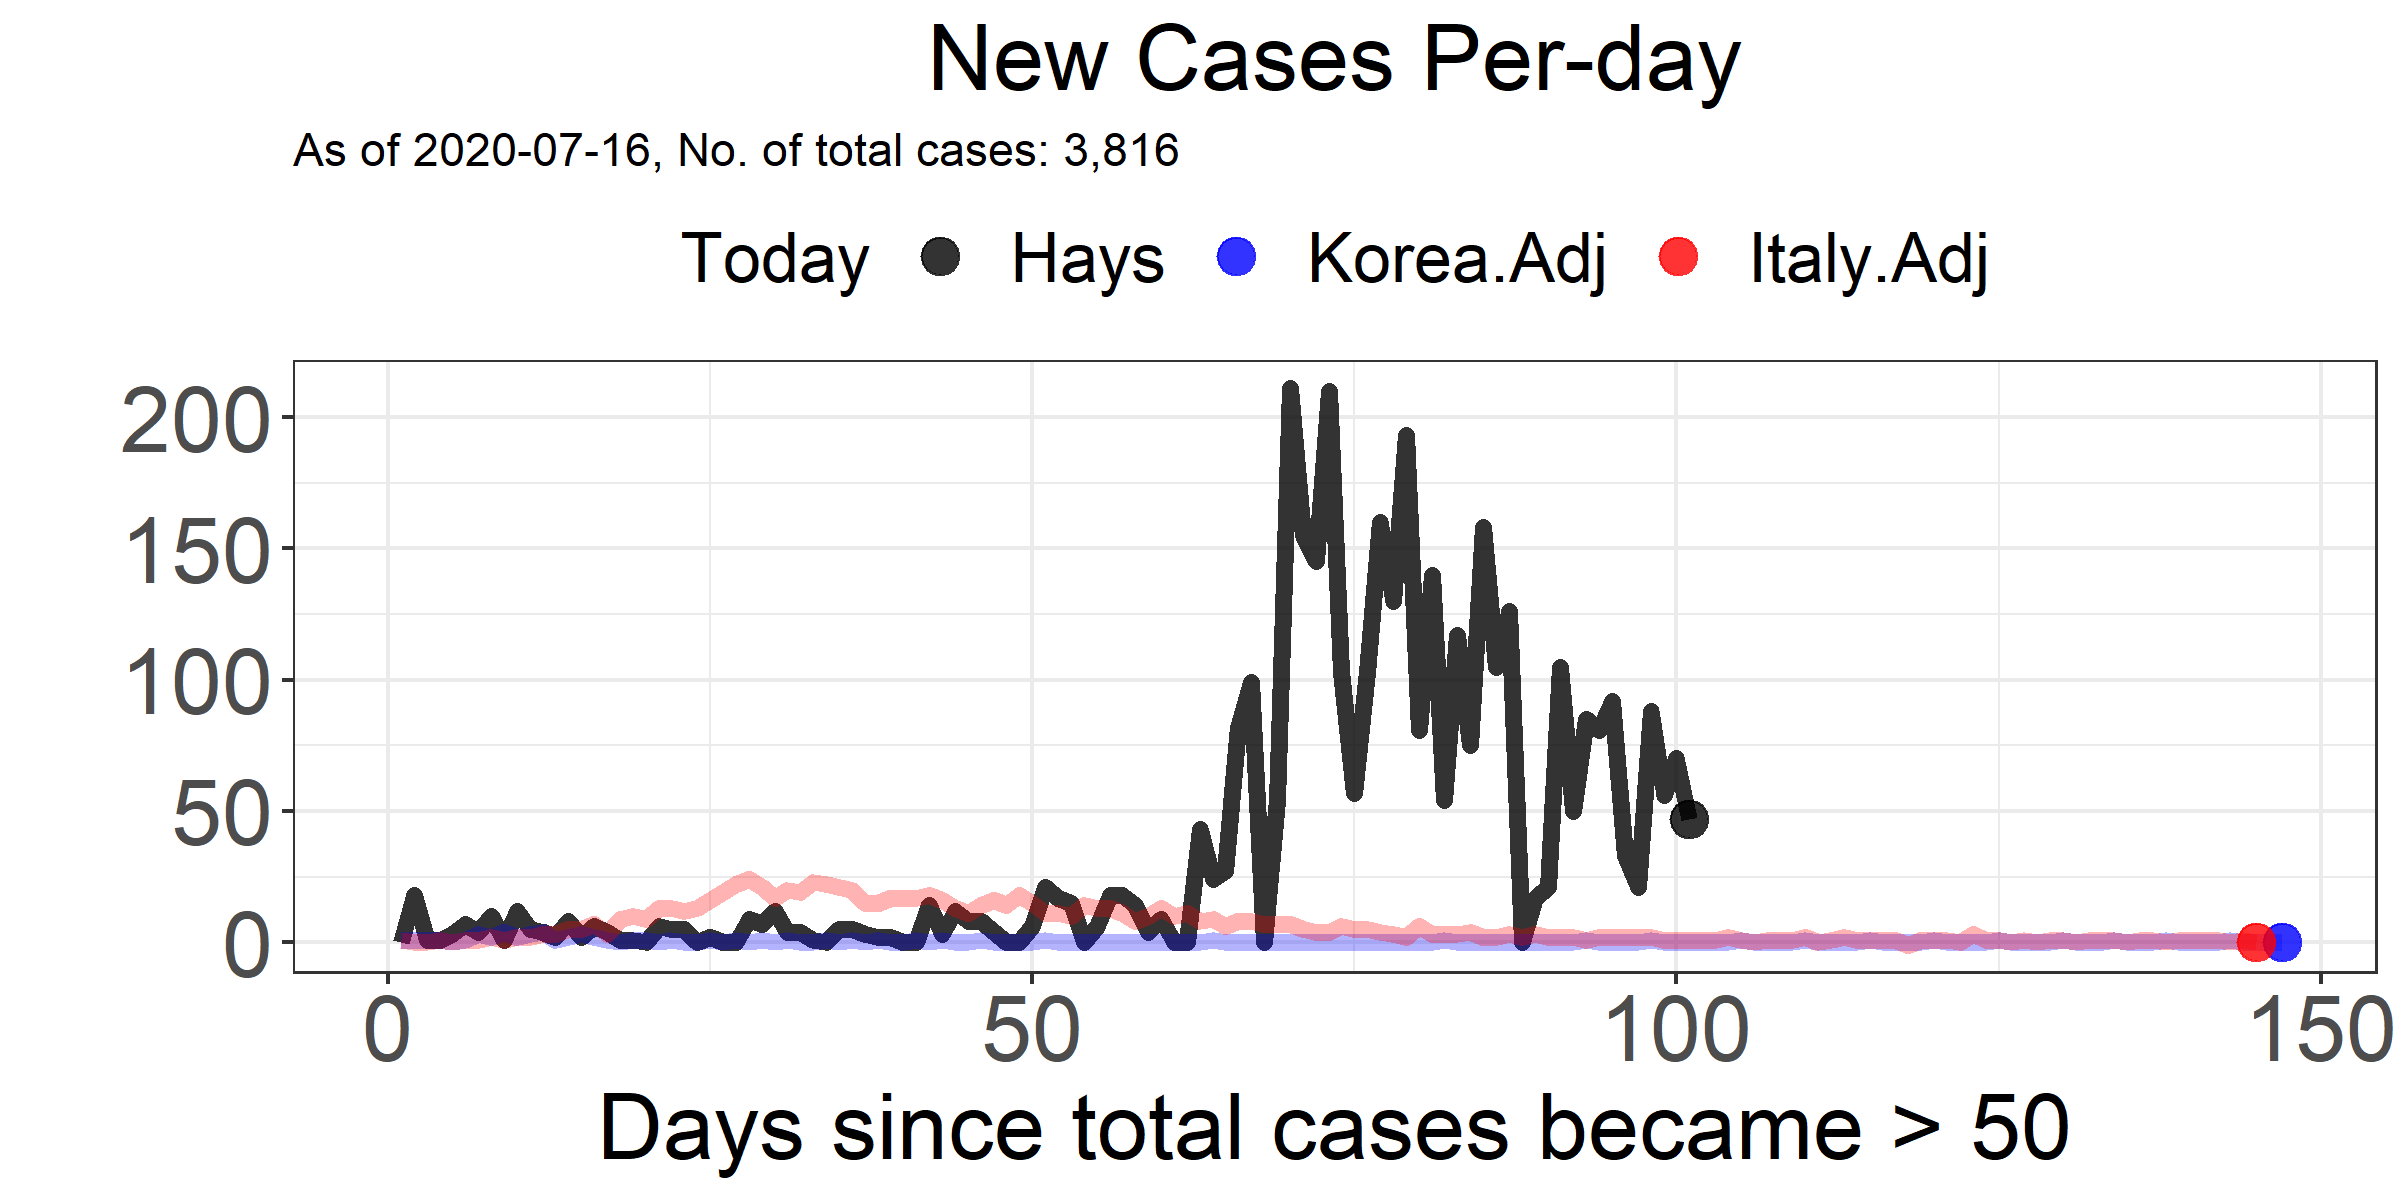 New Cases Per-day
As of 2020-07-16, No. of total cases: 3,816
Today Hays Korea.Adj Italy.Adj
200
150
100
50
0
0 50 100 150
Days since total cases became > 50